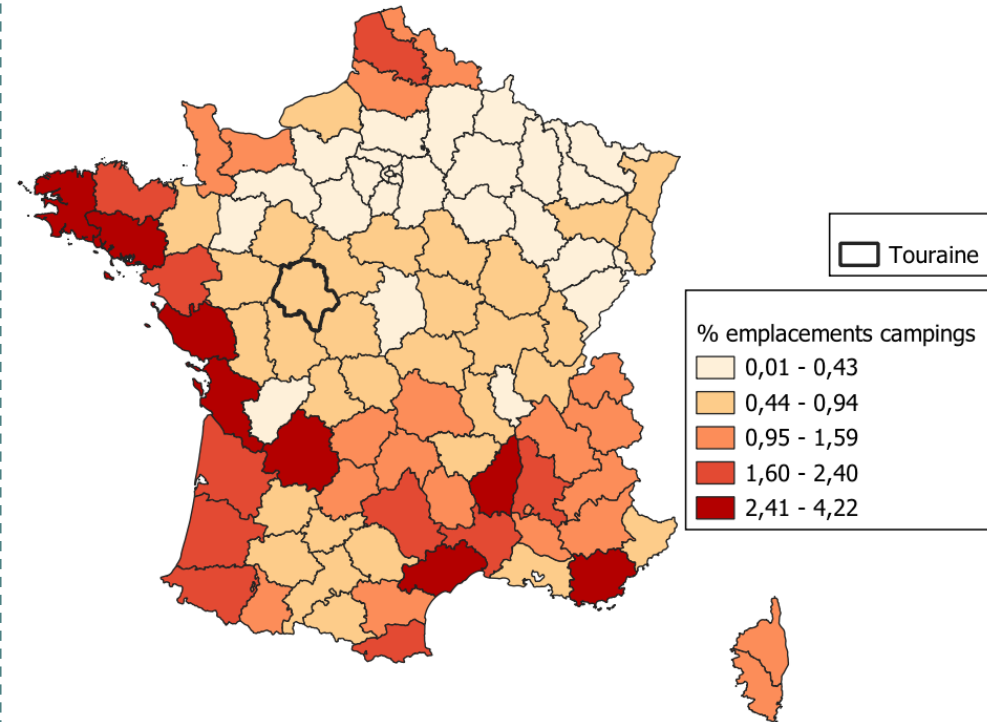 Touraine
% emplacements campings
0,01 - 0,43
0,44 - 0,94
0,95 - 1,59
1,60 - 2,40
2,41 - 4,22